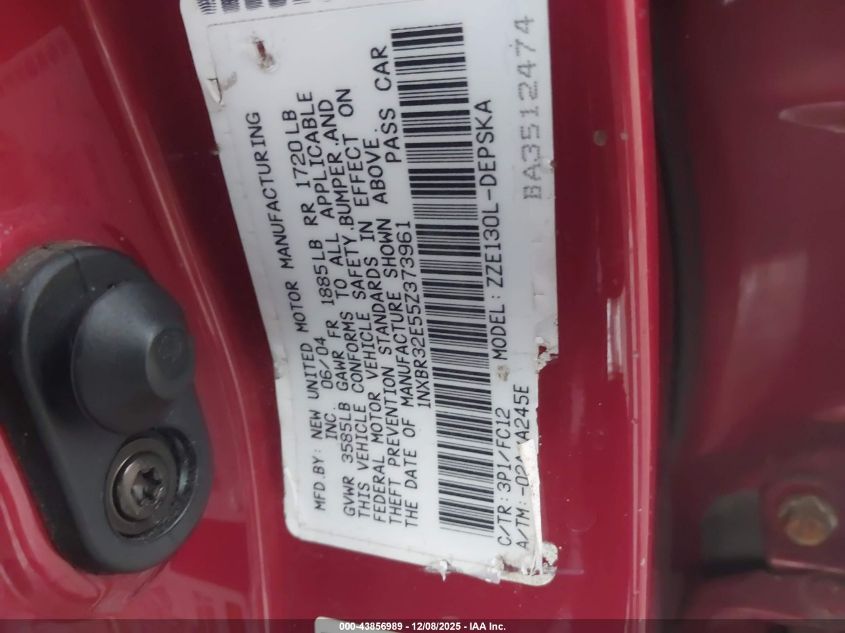 MFD.BY: NEW UNITED MOTOR MANUFACTURING
INC. 06/04
GVWR 3585LB GAWR FR 1885LB RR 1720LB
THIS VEHICLE CONFORMS TO ALL APPLICABLE
FEDERAL MOTOR VEHICLE SAFETY,BUMPER,AND
THEFT PREVENTION STANDARDS IN EFFECT ON
THE DATE OF MANUFACTURE SHOWN ABOVE.
1NXBR32E55Z373961 PASS CAR
C/TR: 3P1/FC12 MODEL: ZZE130L-DEPSKA
A/TM: A245E
BA3512474
000-43856989 - 12/08/2025 - IAA Inc.